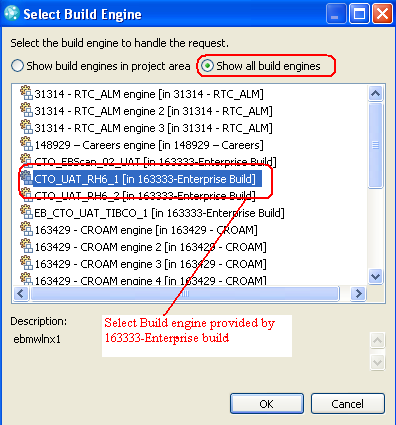 Select Build Engine
Select the build engine to handle the request.
Show build engines in project area
Show all build engines
31314 - RTC_ALM engine [in 31314 - RTC_ALM]
31314 - RTC_ALM engine 2 [in 31314 - RTC_ALM]
31314 - RTC_ALM engine 3 [in 31314 - RTC_ALM]
148929 – Careers engine [in 148929 – Careers]
CTO_EBScan_02_UAT [in 163333-Enterprise Build]
CTO_UAT_RH6_1 [in 163333-Enterprise Build]
CTO_UAT_RH6_2 [in 163333-Enterprise Build]
EB_CTO_UAT_TIBCO_1 [in 163333-Enterprise Build]
163429 - CROAM engine [in 163429 - CROAM]
163429 - CROAM engine 2 [in 163429 - CROAM]
163429 - CROAM engine 3 [in 163429 - CROAM]
163429 - CROAM engine 4 [in 163429 - CROAM]
Description:
ebmwlnx1
Select Build engine provided by
163333-Enterprise build
OK
Cancel